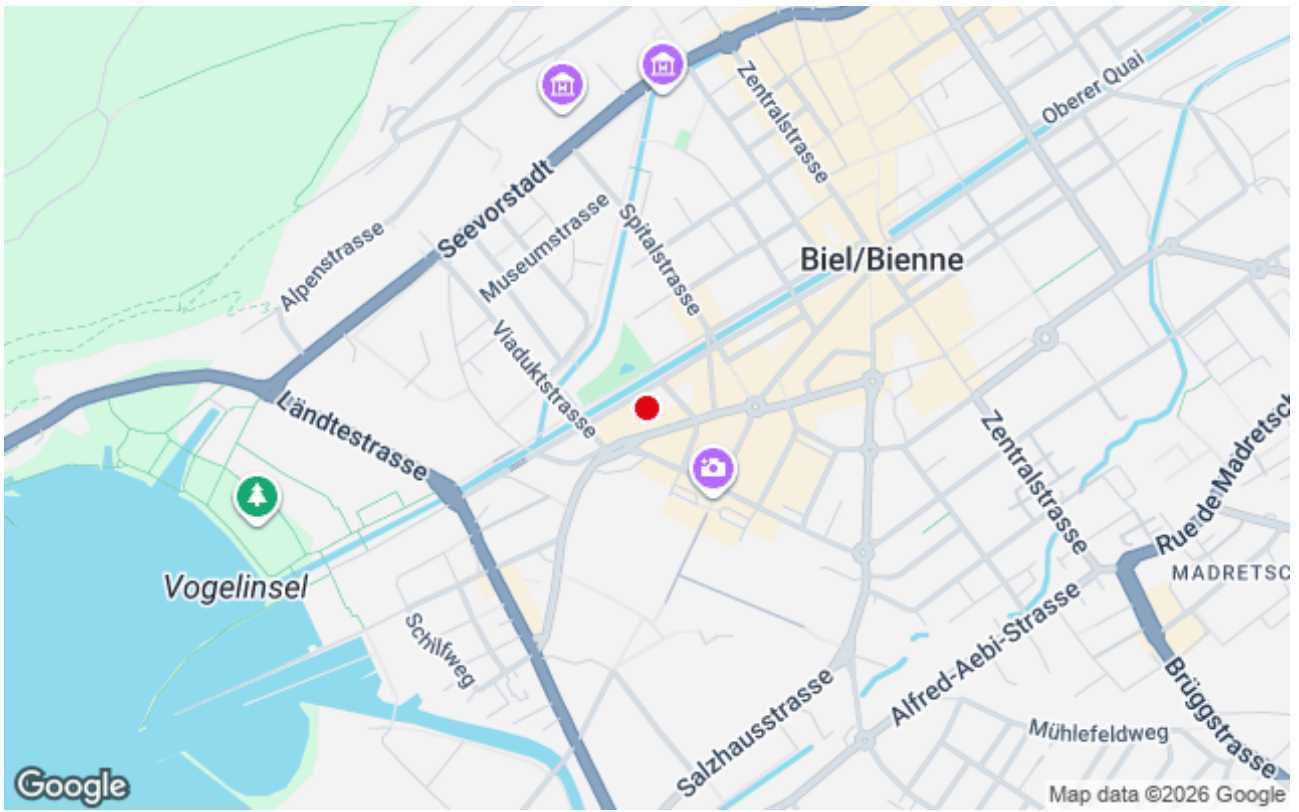 Zentralstrasse
Oberer Quai
Seevorstadt
Museumstrasse
Spitalstrasse
Alpenstrasse
Biel/Bienne
Viaduktstrasse
Ländtestrasse
Zentralstrasse
Rue de Madretsch
MADRETSC
Vogelinsel
Schilfweg
Alfred-Aebi-Strasse
Salzhausstrasse
Mühlefeldweg
Brüggstrasse
Google
Map data ©2026 Google